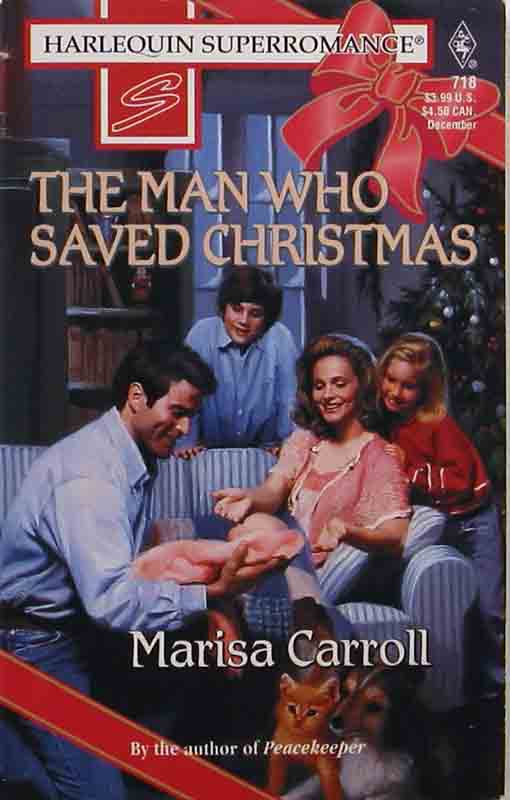 HARLEQUIN SUPERROMANCE®
S
718
$3.99 U.S.
$4.50 CAN.
December
THE MAN WHO
SAVED CHRISTMAS
Marisa Carroll
By the author of Peacekeeper